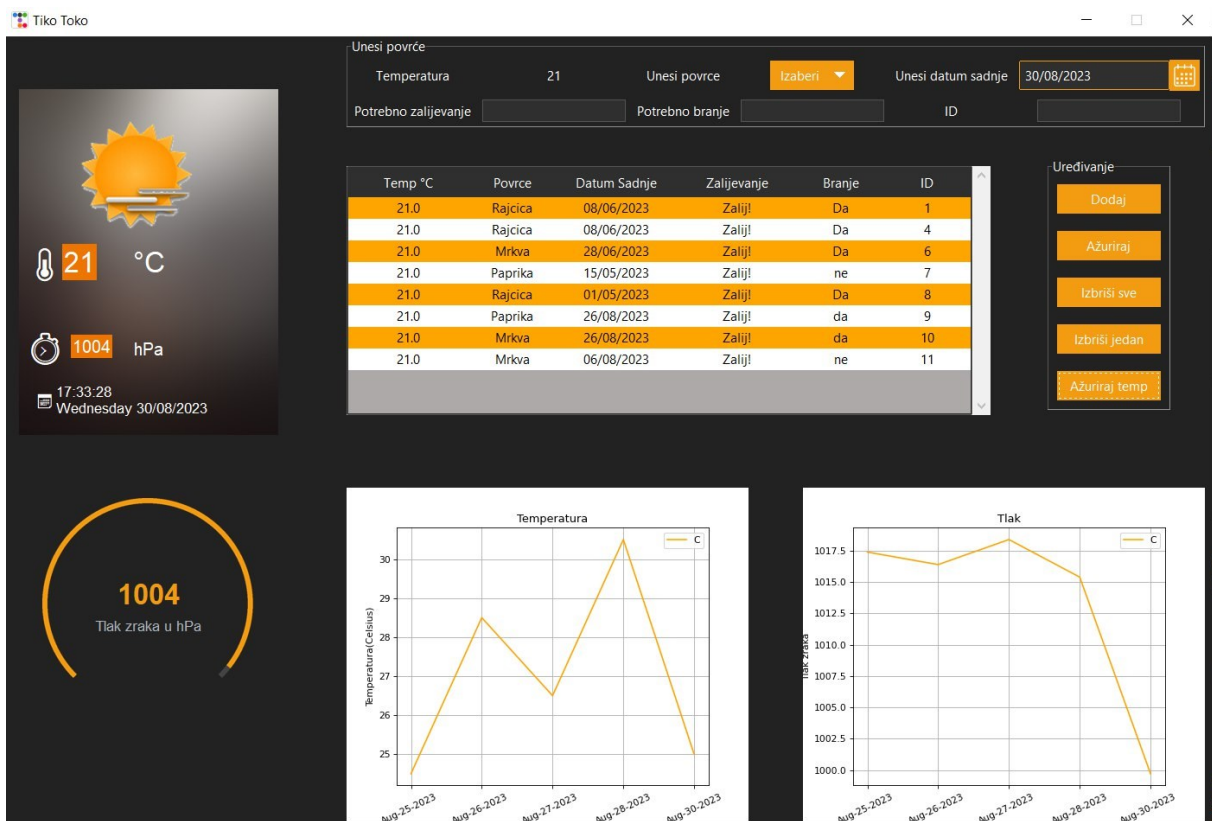 Tiko Toko
Unesi povrće
Temperatura 21 Unesi povrce Izaberi Unesi datum sadnje 30/08/2023
Potrebno zalijevanje Potrebno branje ID
21 °C
1004 hPa
17:33:28
Wednesday 30/08/2023
Temp °C Povrce Datum Sadnje Zalijevanje Branje ID
21.0 Rajcica 08/06/2023 Zalij! Da 1
21.0 Rajcica 08/06/2023 Zalij! Da 4
21.0 Mrkva 28/06/2023 Zalij! Da 6
21.0 Paprika 15/05/2023 Zalij! ne 7
21.0 Rajcica 01/05/2023 Zalij! Da 8
21.0 Paprika 26/08/2023 Zalij! da 9
21.0 Mrkva 26/08/2023 Zalij! da 10
21.0 Mrkva 06/08/2023 Zalij! ne 11
Uređivanje
Dodaj
Ažuriraj
Izbriši sve
Izbriši jedan
Ažuriraj temp
1004
Tlak zraka u hPa
Temperatura
C
Temperatura(Celsius)
30
29
28
27
26
25
Aug-25-2023 Aug-26-2023 Aug-27-2023 Aug-28-2023 Aug-30-2023
Tlak
C
Tlak zraka
1017.5
1015.0
1012.5
1010.0
1007.5
1005.0
1002.5
1000.0
Aug-25-2023 Aug-26-2023 Aug-27-2023 Aug-28-2023 Aug-30-2023